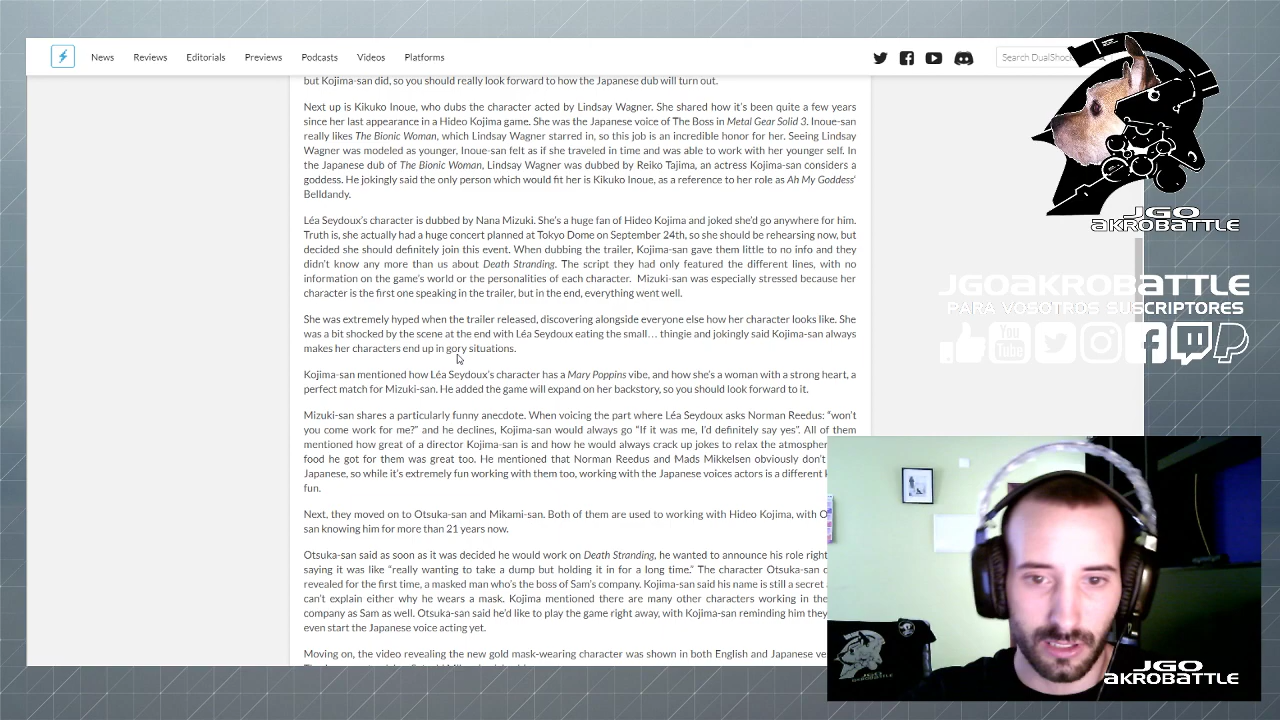 News Reviews Editorials Previews Podcasts Videos Platforms Search DualShock
but Kojima-san did, so you should really look forward to how the Japanese dub will turn out.
Next up is Kikuko Inoue, who dubs the character acted by Lindsay Wagner. She shared how it's been quite a few years
since her last appearance in a Hideo Kojima game. She was the Japanese voice of The Boss in Metal Gear Solid 3. Inoue-san
really likes The Bionic Woman, which Lindsay Wagner starred in, so this job is an incredible honor for her. Seeing Lindsay
Wagner was modeled as younger, Inoue-san felt as if she traveled in time and was able to work with her younger self. In
the Japanese dub of The Bionic Woman, Lindsay Wagner was dubbed by Reiko Tajima, an actress Kojima-san considers a
goddess. He jokingly said the only person which would fit her is Kikuko Inoue, as a reference to her role as Ah My Goddess'
Belldandy.
Léa Seydoux's character is dubbed by Nana Mizuki. She's a huge fan of Hideo Kojima and joked she'd go anywhere for him.
Truth is, she actually had a huge concert planned at Tokyo Dome on September 24th, so she should be rehearsing now, but
decided she should definitely join this event. When dubbing the trailer, Kojima-san gave them little to no info and they
didn't know any more than us about Death Stranding. The script they had only featured the different lines, with no
information on the game's world or the personalities of each character. Mizuki-san was especially stressed because her
character is the first one speaking in the trailer, but in the end, everything went well.
She was extremely hyped when the trailer released, discovering alongside everyone else how her character looks like. She
was a bit shocked by the scene at the end with Léa Seydoux eating the small… thingie and jokingly said Kojima-san always
makes her characters end up in gory situations.
Kojima-san mentioned how Léa Seydoux's character has a Mary Poppins vibe, and how she's a woman with a strong heart, a
perfect match for Mizuki-san. He added the game will expand on her backstory, so you should look forward to it.
Mizuki-san shares a particularly funny anecdote. When voicing the part where Léa Seydoux asks Norman Reedus: "won't
you come work for me?" and he declines, Kojima-san would always go "If it was me, I'd definitely say yes". All of them
mentioned how great of a director Kojima-san is and how he would always crack up jokes to relax the atmospher
food he got for them was great too. He mentioned that Norman Reedus and Mads Mikkelsen obviously don't
Japanese, so while it's extremely fun working with them too, working with the Japanese voices actors is a different
fun.
Next, they moved on to Otsuka-san and Mikami-san. Both of them are used to working with Hideo Kojima, with O
san knowing him for more than 21 years now.
Otsuka-san said as soon as it was decided he would work on Death Stranding, he wanted to announce his role right
saying it was like "really wanting to take a dump but holding it in for a long time." The character Otsuka-san
revealed for the first time, a masked man who's the boss of Sam's company. Kojima-san said his name is still a secret
can't explain either why he wears a mask. Kojima mentioned there are many other characters working in the
company as Sam as well. Otsuka-san said he'd like to play the game right away, with Kojima-san reminding him they
even start the Japanese voice acting yet.
Moving on, the video revealing the new gold mask-wearing character was shown in both English and Japanese ve
JGO
AKROBATTLE
JGOAKROBATTLE
PARA VOSOTROS SUSCRIPTORES
You
Tube
JGO
AKROBATTLE